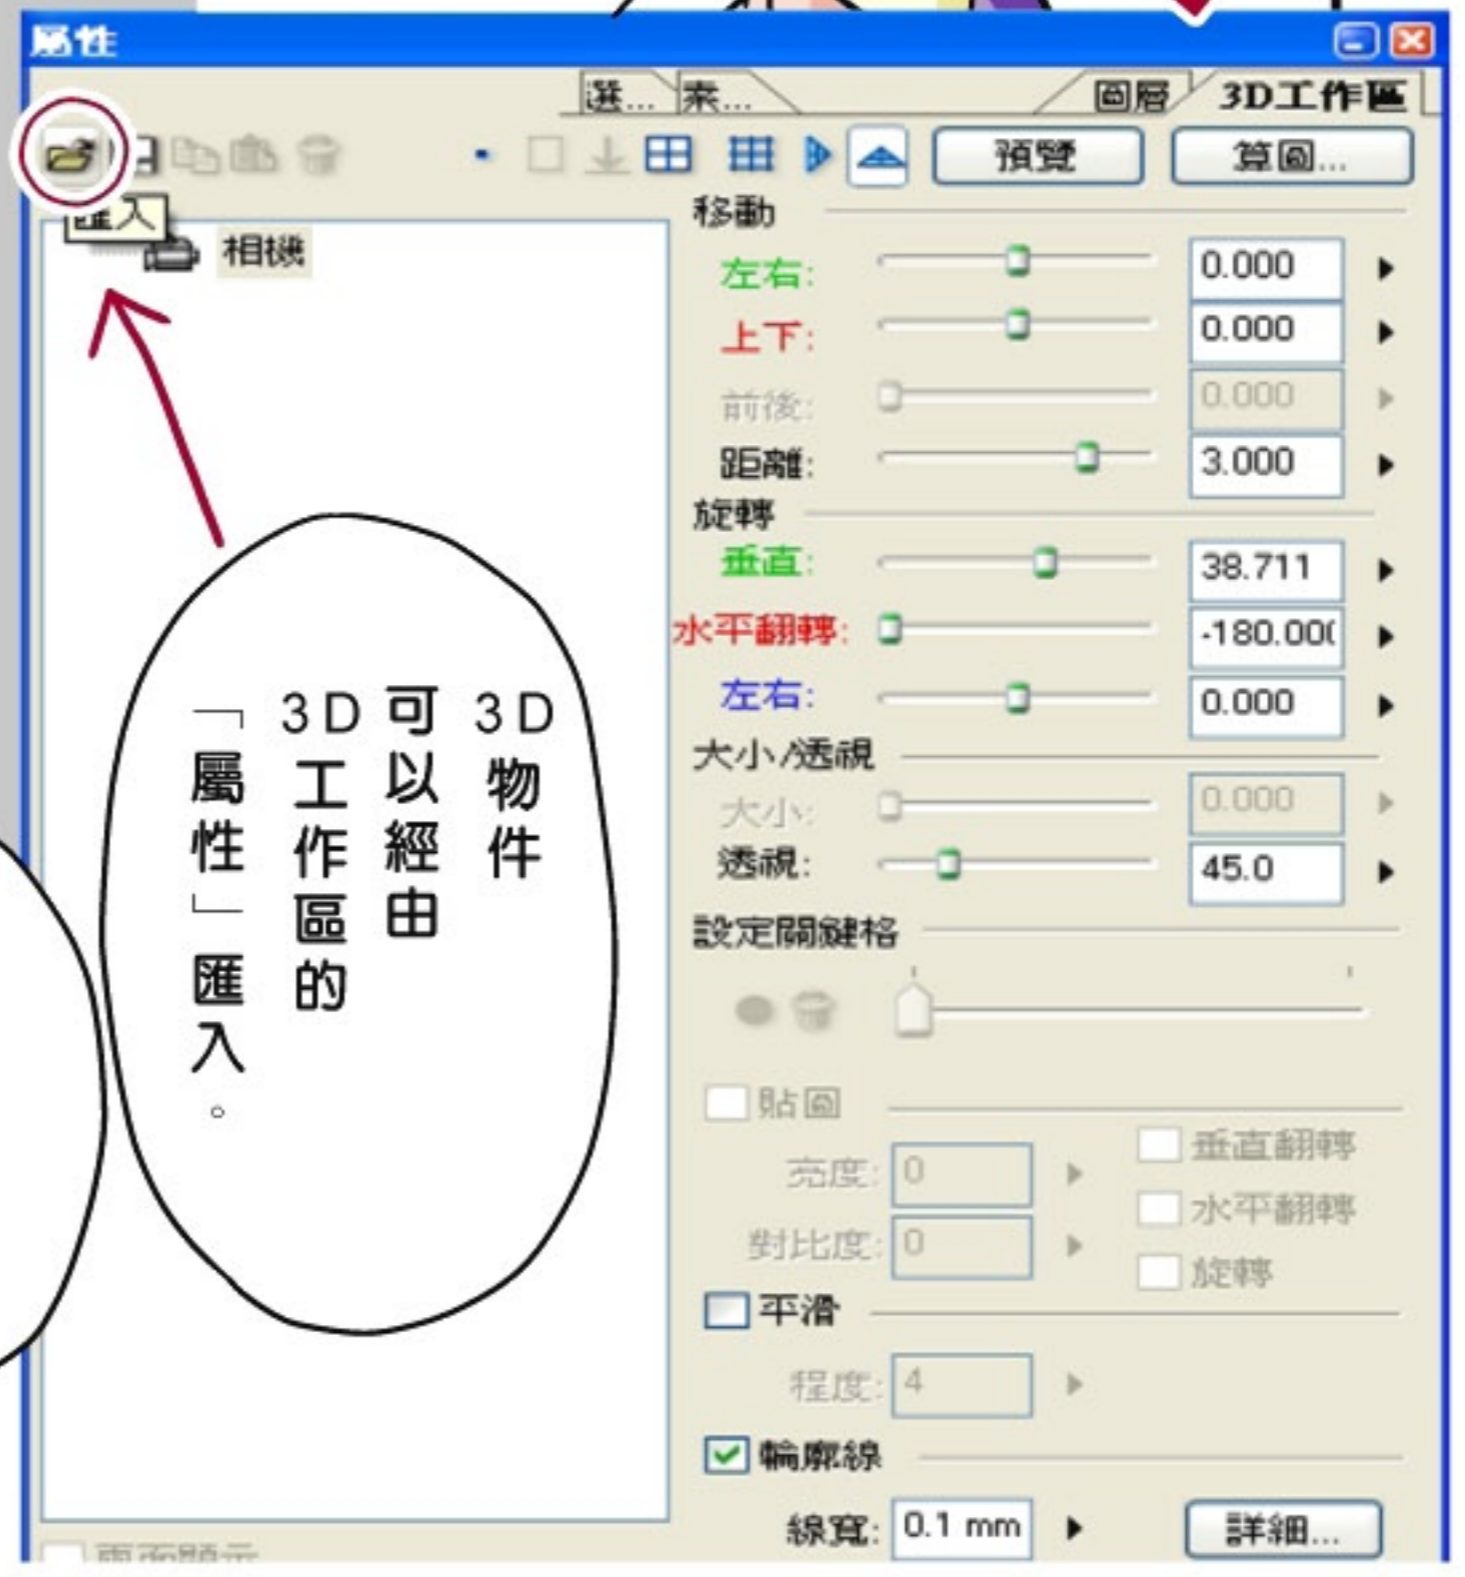 屬性
選... 素... 圖層 3D工作區
預覽 算圖...
匯入
相機
移動
左右: 0.000
上下: 0.000
前後: 0.000
距離: 3.000
旋轉
垂直: 38.711
水平翻轉: -180.00(
左右: 0.000
大小/透視
大小: 0.000
透視: 45.0
設定關鍵格
貼圖
亮度: 0
對比度: 0
垂直翻轉
水平翻轉
旋轉
平滑
程度: 4
輪廓線
線寬: 0.1 mm
詳細...
3D物件
可以經由
3D工作區的
「屬性」匯入。